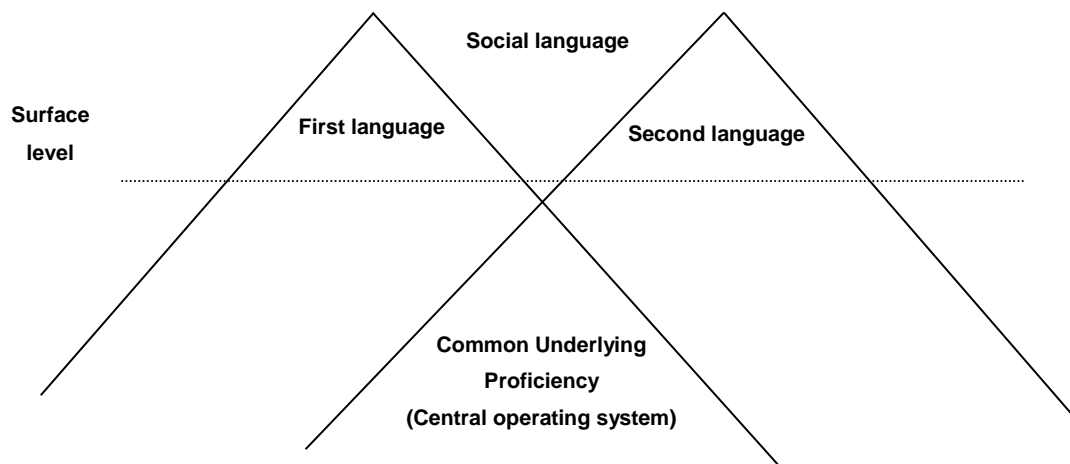 Social language
Surface
level
First language
Second language
Common Underlying
Proficiency
(Central operating system)